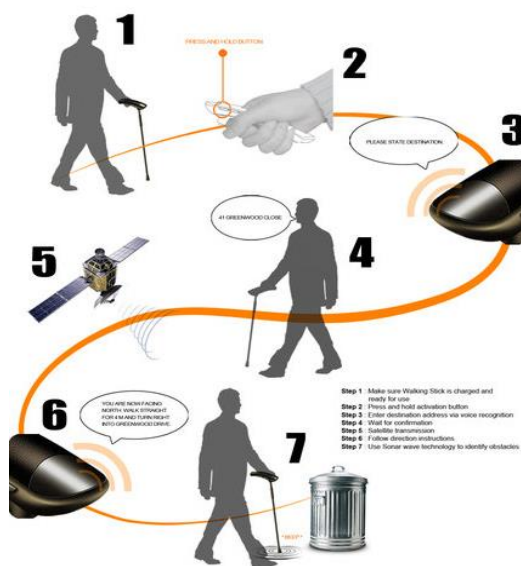 1
PRESS AND HOLD BUTTON
2
3
PLEASE STATE DESTINATION
41 GREENWOOD CLOSE
4
5
6
YOU ARE NOW FACING
NORTH. WALK STRAIGHT
FOR 4M AND TURN RIGHT
INTO GREENWOOD DRIVE.
7
*BEEP*
Step 1 Make sure Walking Stick is charged and
ready for use
Step 2 Press and hold activation button
Step 3 Enter destination address via voice recognition
Step 4 Wait for confirmation
Step 5 Satellite transmission
Step 6 Follow direction instructions
Step 7 Use Sonar wave technology to identify obstacles